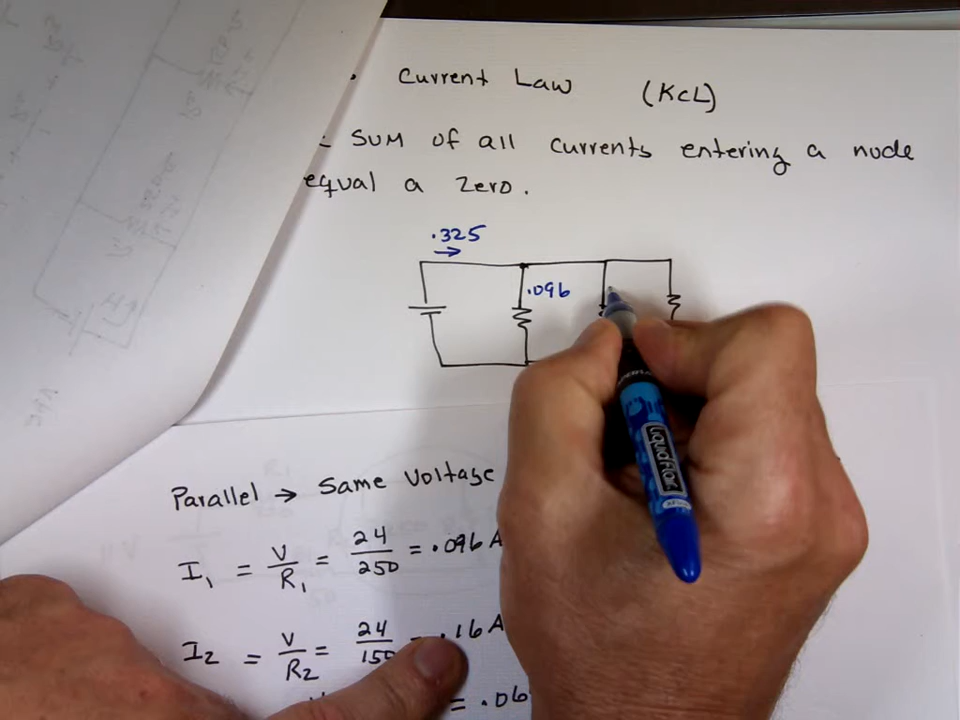 Current Law (KCL)
= Sum of all currents entering a node
equal a zero.
.325
.096
Parallel → Same Voltage
I1 = V/R1 = 24/250 = .096 A
I2 = V/R2 = 24/150 = .16 A
= .06
Liquidflar